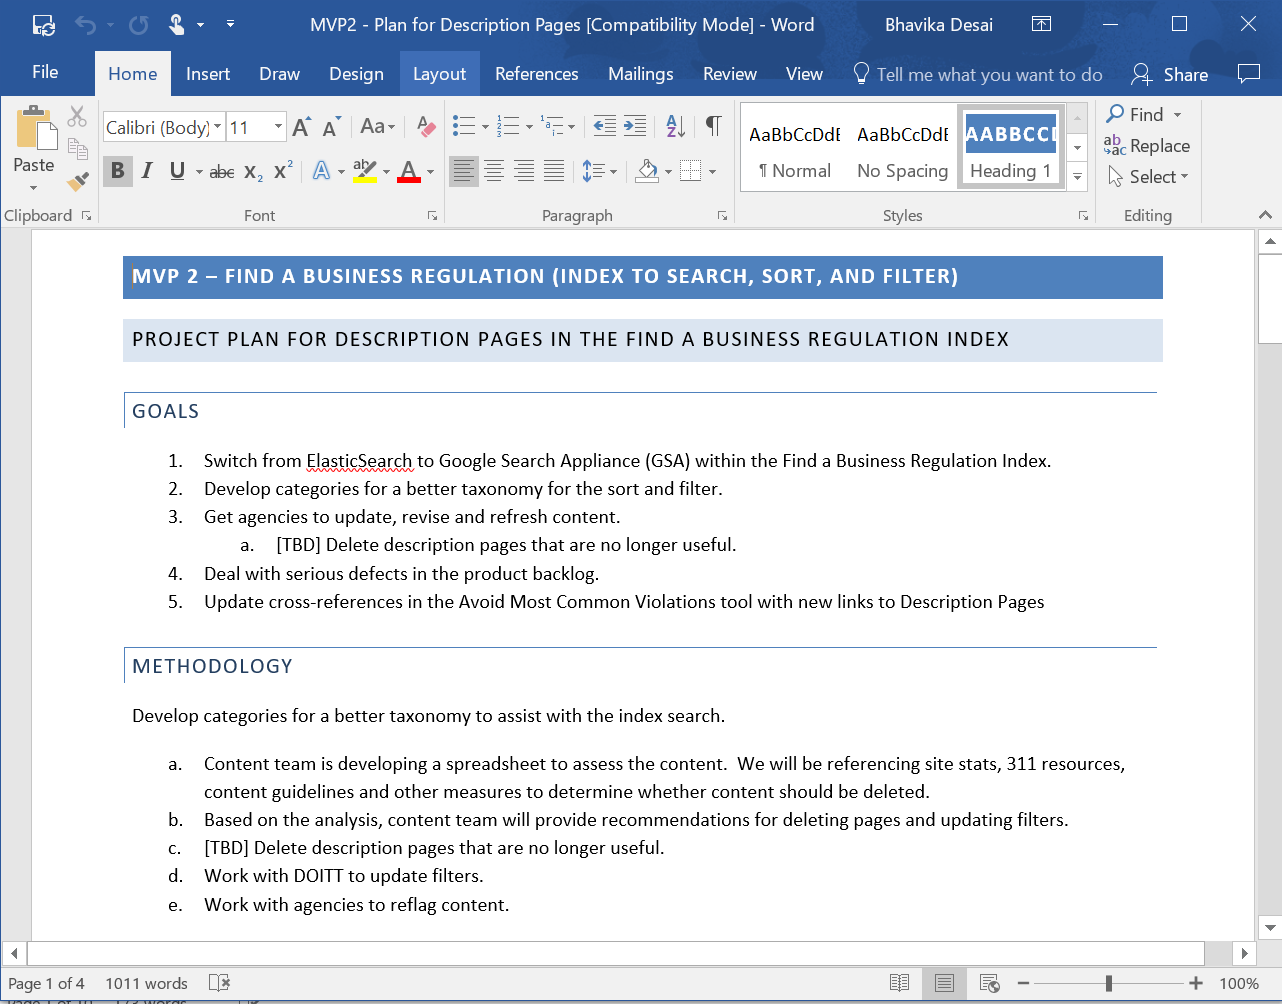 MVP2 - Plan for Description Pages [Compatibility Mode] - Word
Bhavika Desai
File
Home
Insert
Draw
Design
Layout
References
Mailings
Review
View
Tell me what you want to do
Share
Paste
Calibri (Body)
11
Aa
AaBbCcDdE
AaBbCcDdE
AABBCCI
¶ Normal
No Spacing
Heading 1
Find
Replace
Select
Clipboard
Font
Paragraph
Styles
Editing
MVP 2 – FIND A BUSINESS REGULATION (INDEX TO SEARCH, SORT, AND FILTER)
PROJECT PLAN FOR DESCRIPTION PAGES IN THE FIND A BUSINESS REGULATION INDEX
GOALS
1. Switch from ElasticSearch to Google Search Appliance (GSA) within the Find a Business Regulation Index.
2. Develop categories for a better taxonomy for the sort and filter.
3. Get agencies to update, revise and refresh content.
a. [TBD] Delete description pages that are no longer useful.
4. Deal with serious defects in the product backlog.
5. Update cross-references in the Avoid Most Common Violations tool with new links to Description Pages
METHODOLOGY
Develop categories for a better taxonomy to assist with the index search.
a. Content team is developing a spreadsheet to assess the content.  We will be referencing site stats, 311 resources,
content guidelines and other measures to determine whether content should be deleted.
b. Based on the analysis, content team will provide recommendations for deleting pages and updating filters.
c. [TBD] Delete description pages that are no longer useful.
d. Work with DOITT to update filters.
e. Work with agencies to reflag content.
Page 1 of 4
1011 words
100%